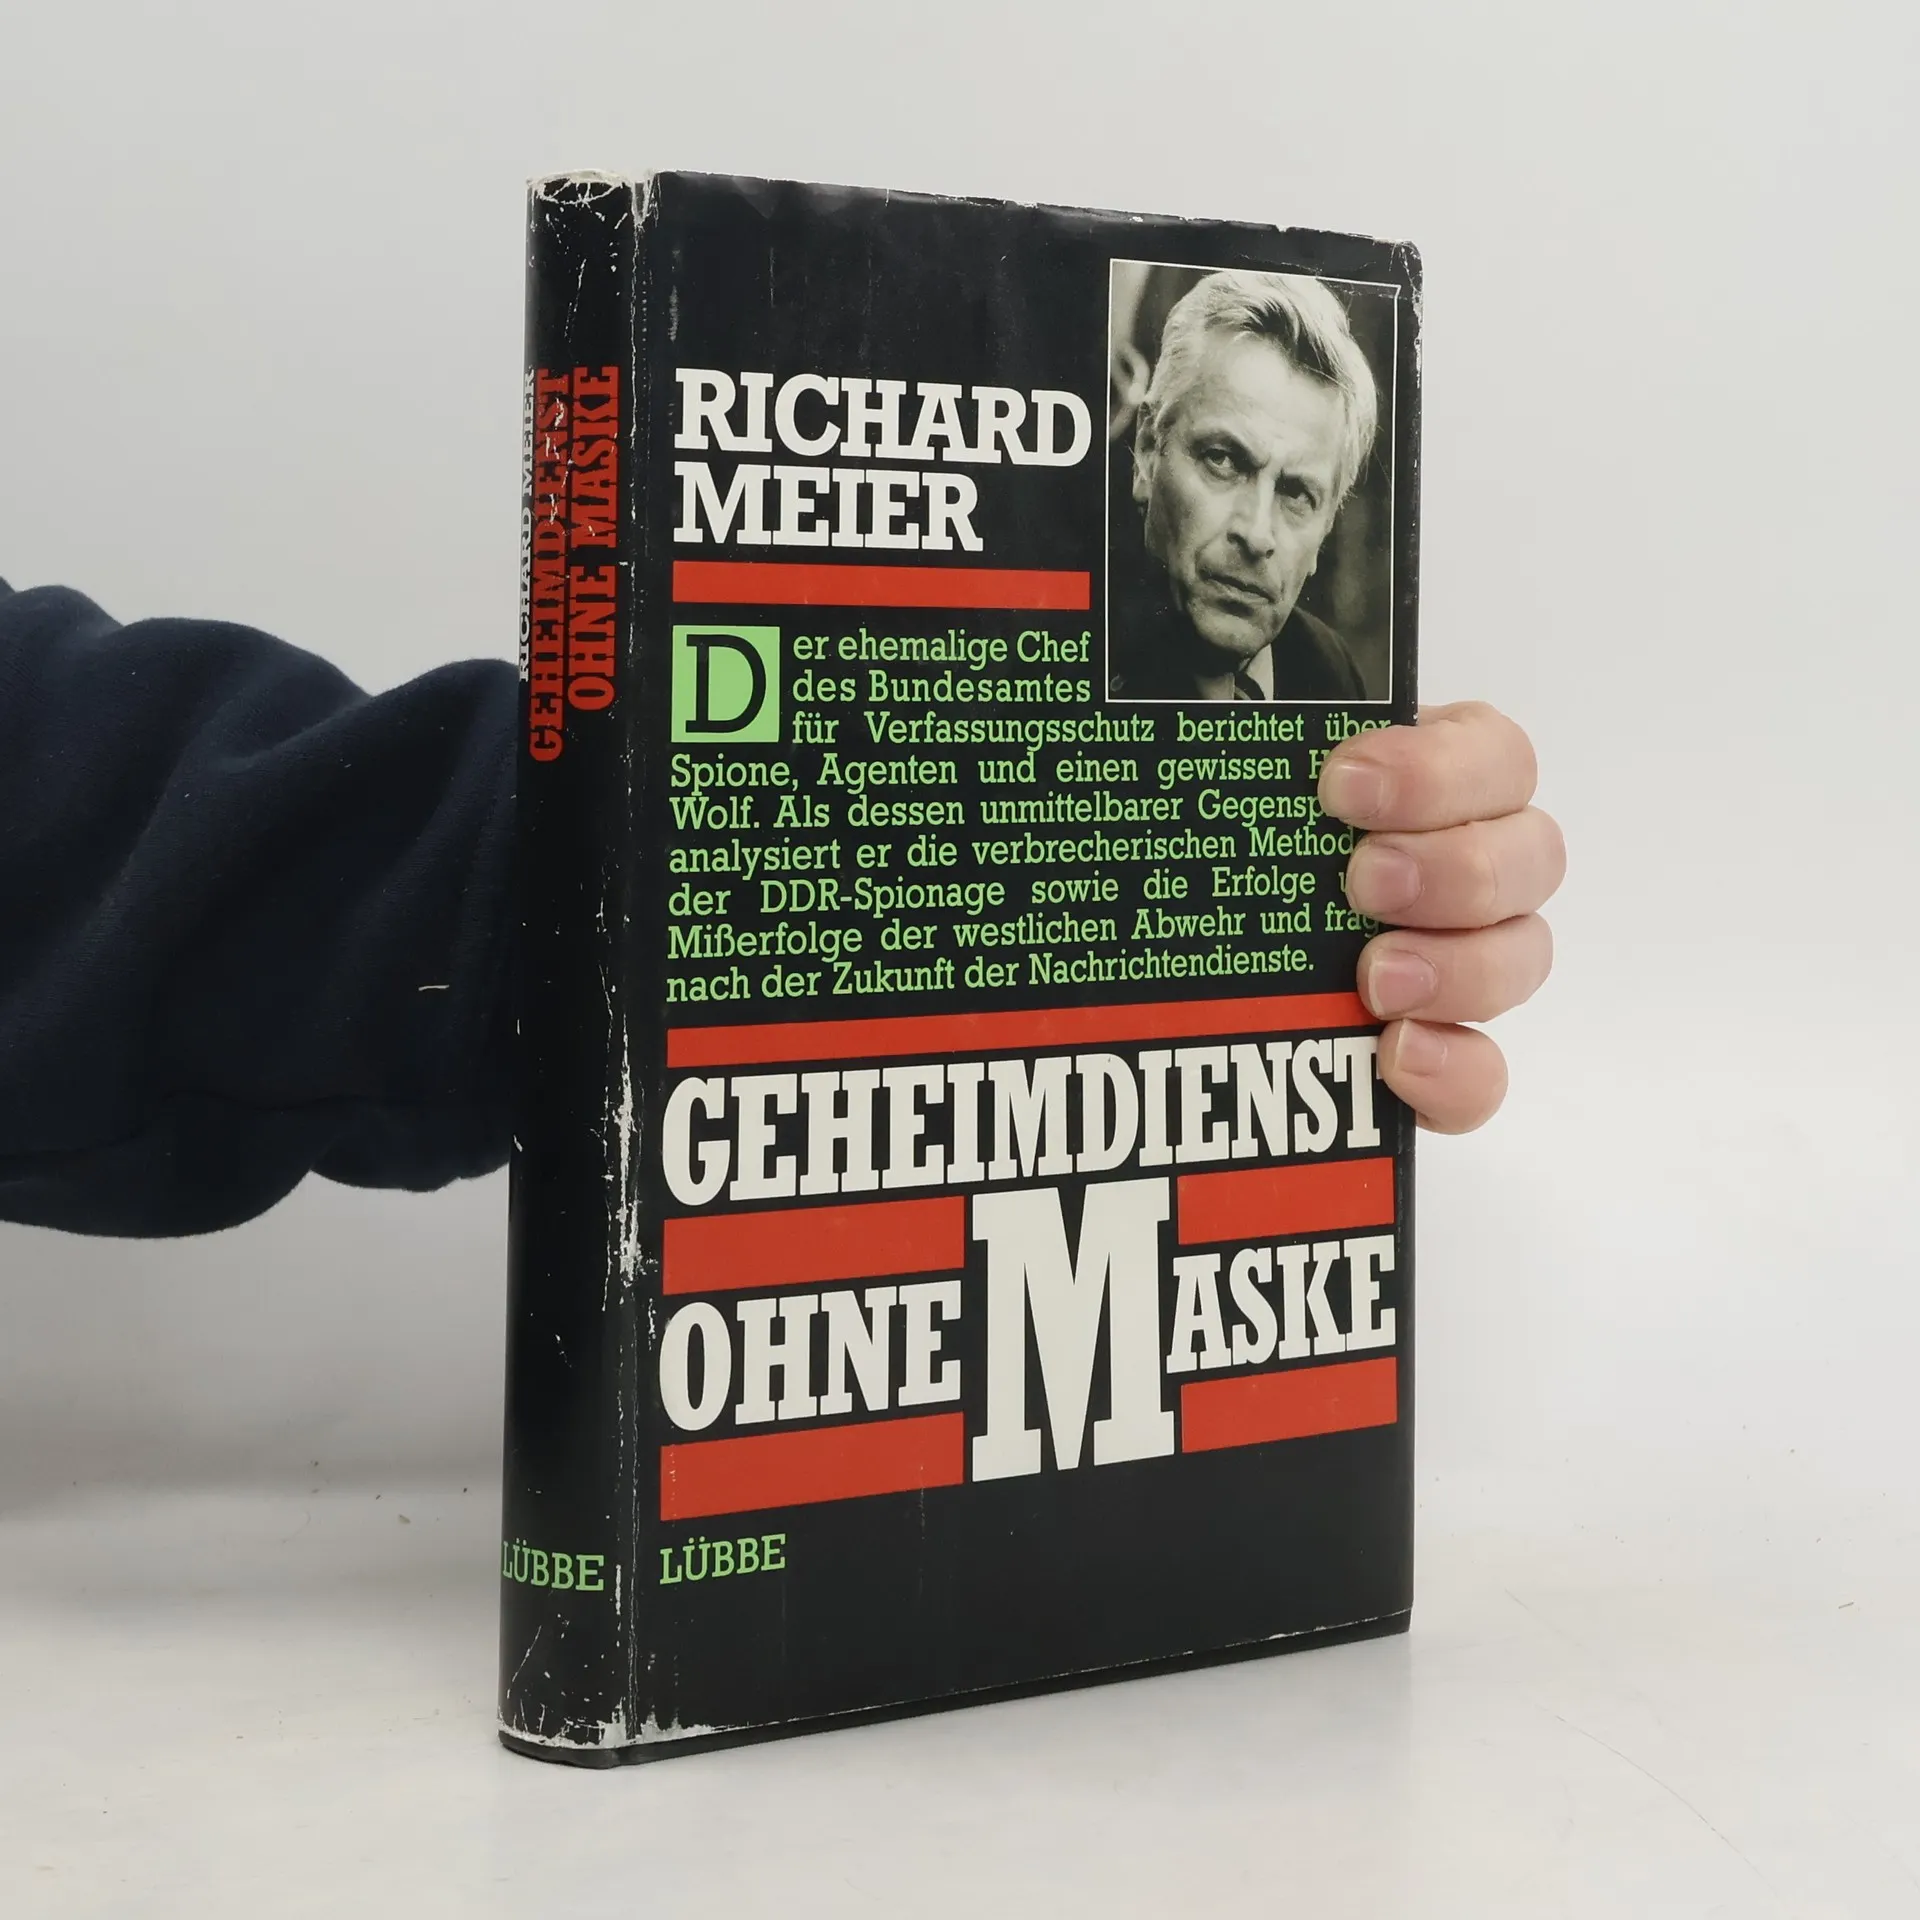 RICHARD MEIER
GEHEIMDIENST
OHNE MASKE
LÜBBE
RICHARD
MEIER
Der ehemalige Chef
des Bundesamtes
für Verfassungsschutz berichtet über
Spione, Agenten und einen gewissen
Wolf. Als dessen unmittelbarer
analysiert er die verbrecherischen
der DDR-Spionage sowie die Erfolge
Mißerfolge der westlichen Abwehr und
nach der Zukunft der Nachrichtendienste.
GEHEIMDIENST
OHNE MASKE
LÜBBE